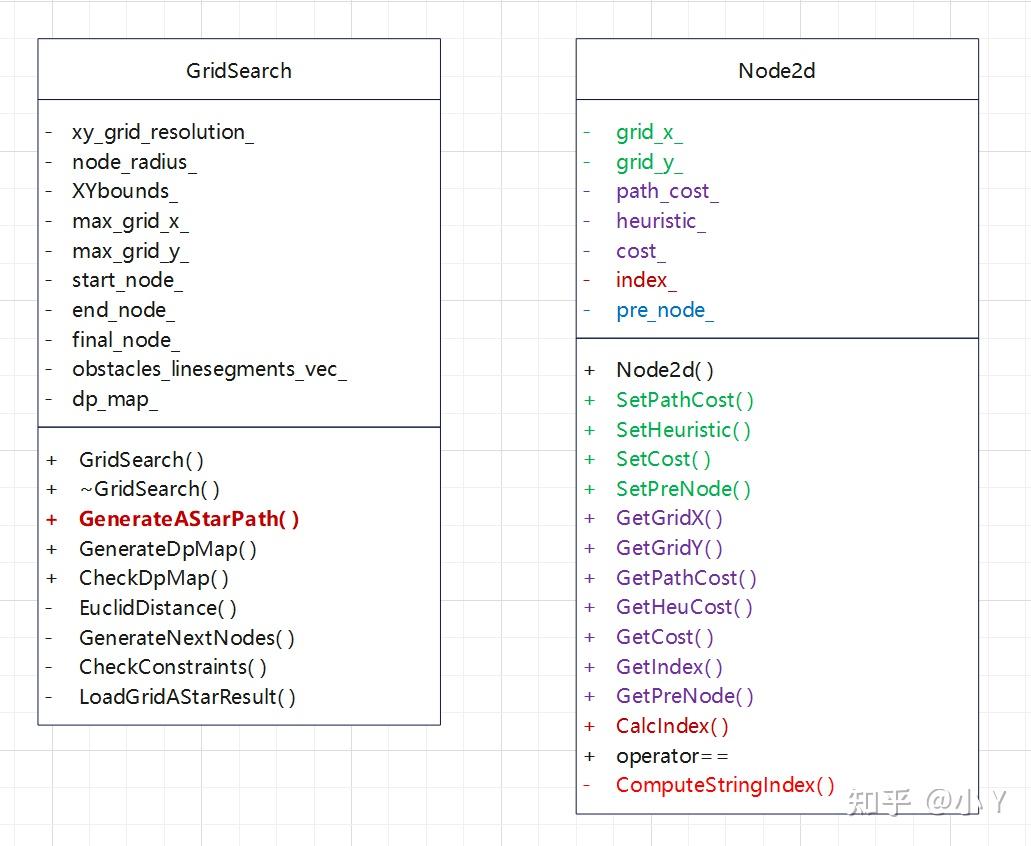 GridSearch
- xy_grid_resolution_
- node_radius_
- XYbounds_
- max_grid_x_
- max_grid_y_
- start_node_
- end_node_
- final_node_
- obstacles_linesegments_vec_
- dp_map_
+ GridSearch( )
+ ~GridSearch( )
+ GenerateAStarPath( )
+ GenerateDpMap( )
+ CheckDpMap( )
- EuclidDistance( )
- GenerateNextNodes( )
- CheckConstraints( )
- LoadGridAStarResult( )
Node2d
- grid_x_
- grid_y_
- path_cost_
- heuristic_
- cost_
- index_
- pre_node_
+ Node2d( )
+ SetPathCost( )
+ SetHeuristic( )
+ SetCost( )
+ SetPreNode( )
+ GetGridX( )
+ GetGridY( )
+ GetPathCost( )
+ GetHeuCost( )
+ GetCost( )
+ GetIndex( )
+ GetPreNode( )
+ CalcIndex( )
+ operator==
- ComputeStringIndex( )
知乎 @小Y